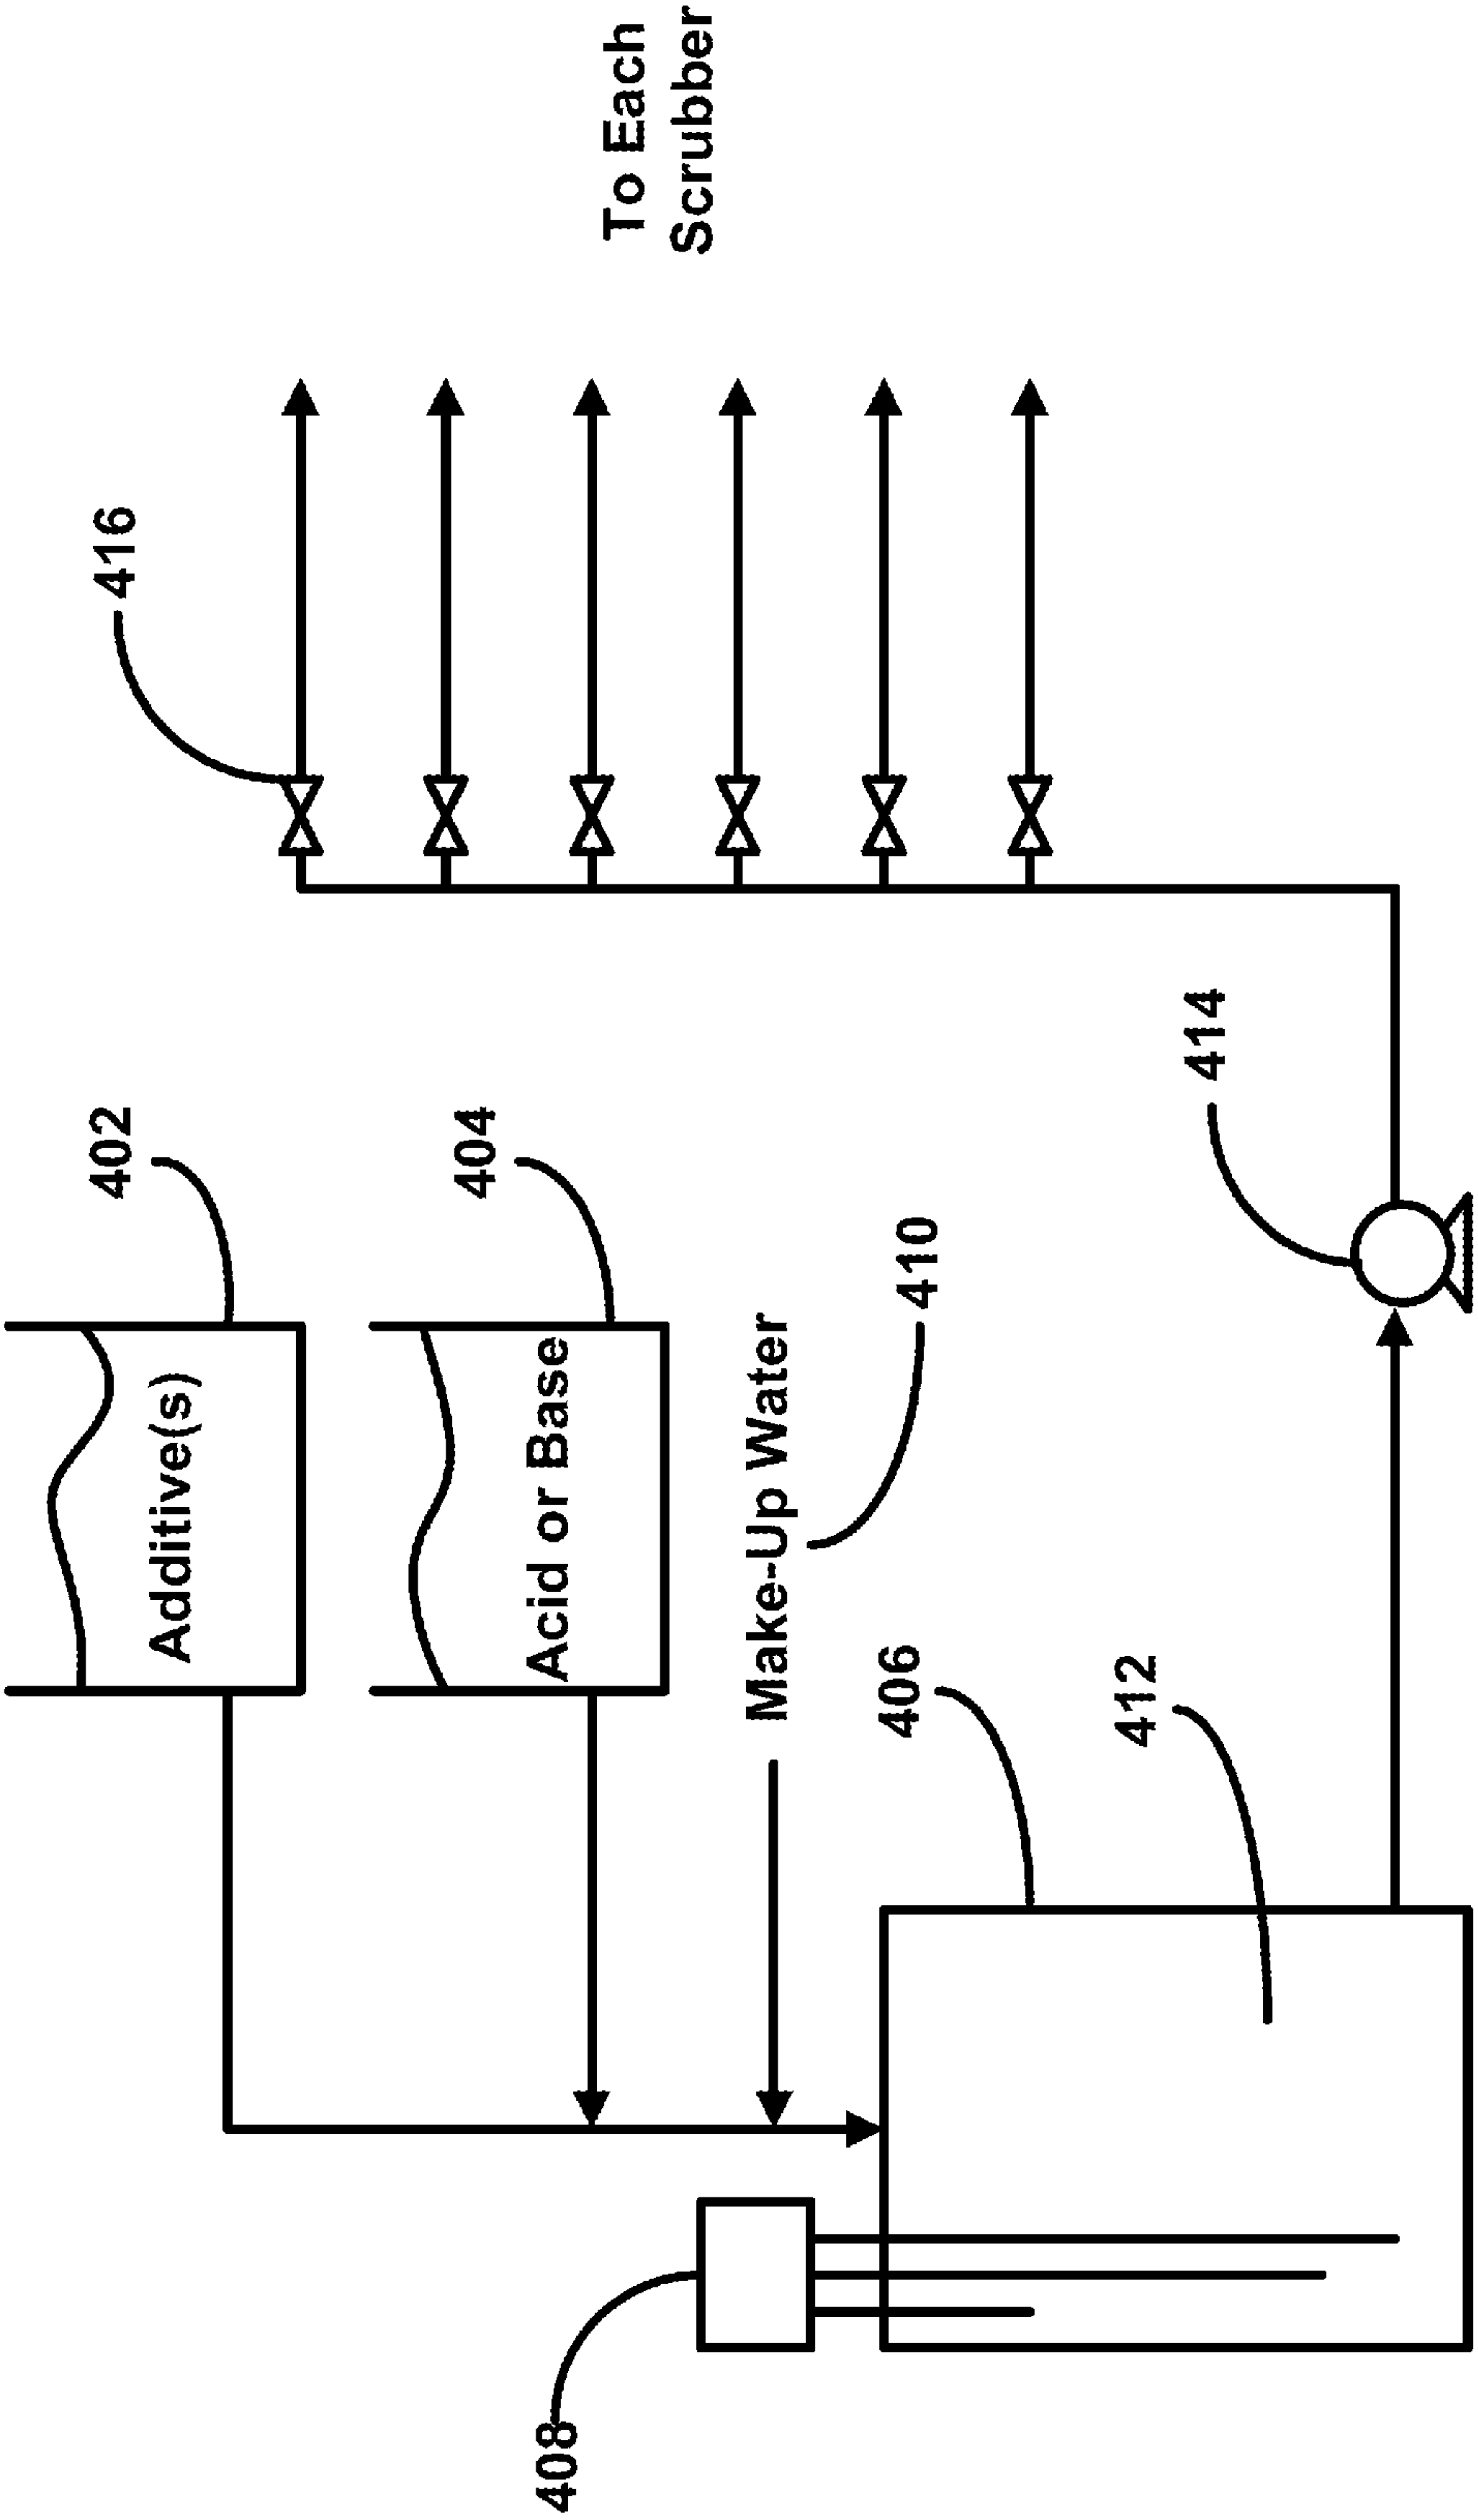 402
Additive(s)
416
404
Acid or Base
To Each
Scrubber
408
Make-Up Water
410
406
412
414